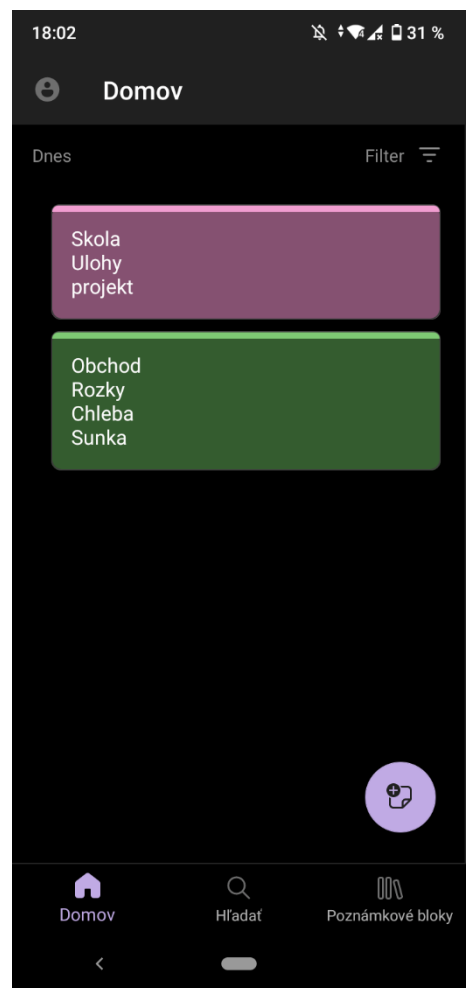 18:02 31 %
Domov
Dnes Filter
Skola
Ulohy
projekt
Obchod
Rozky
Chleba
Sunka
Domov Hľadať Poznámkové bloky